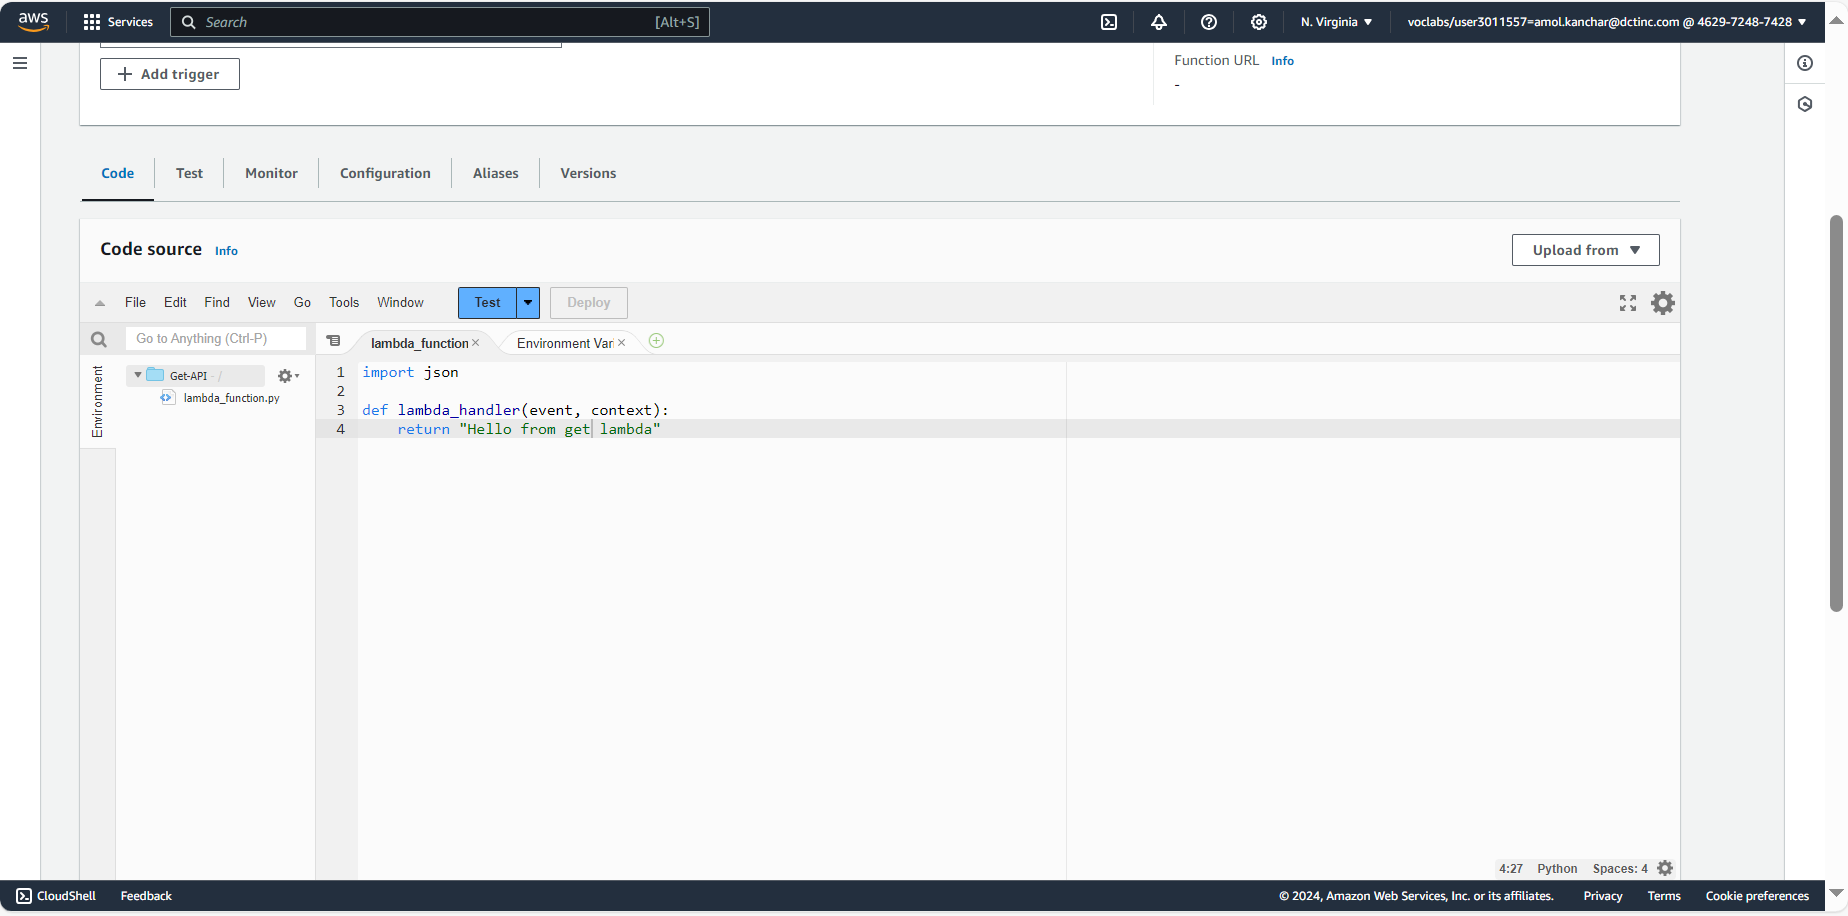 aws Services Search [Alt+S] N. Virginia voclabs/user3011557=amol.kanchar@dctinc.com @ 4629-7248-7428
Add trigger
Function URL Info
-
Code Test Monitor Configuration Aliases Versions
Code source Info
Upload from
File Edit Find View Go Tools Window Test Deploy
Go to Anything (Ctrl-P)
lambda_function × Environment Vari ×
Environment
Get-API - /
lambda_function.py
1 import json
2
3 def lambda_handler(event, context):
4     return "Hello from get lambda"
4:27 Python Spaces: 4
CloudShell Feedback © 2024, Amazon Web Services, Inc. or its affiliates. Privacy Terms Cookie preferences